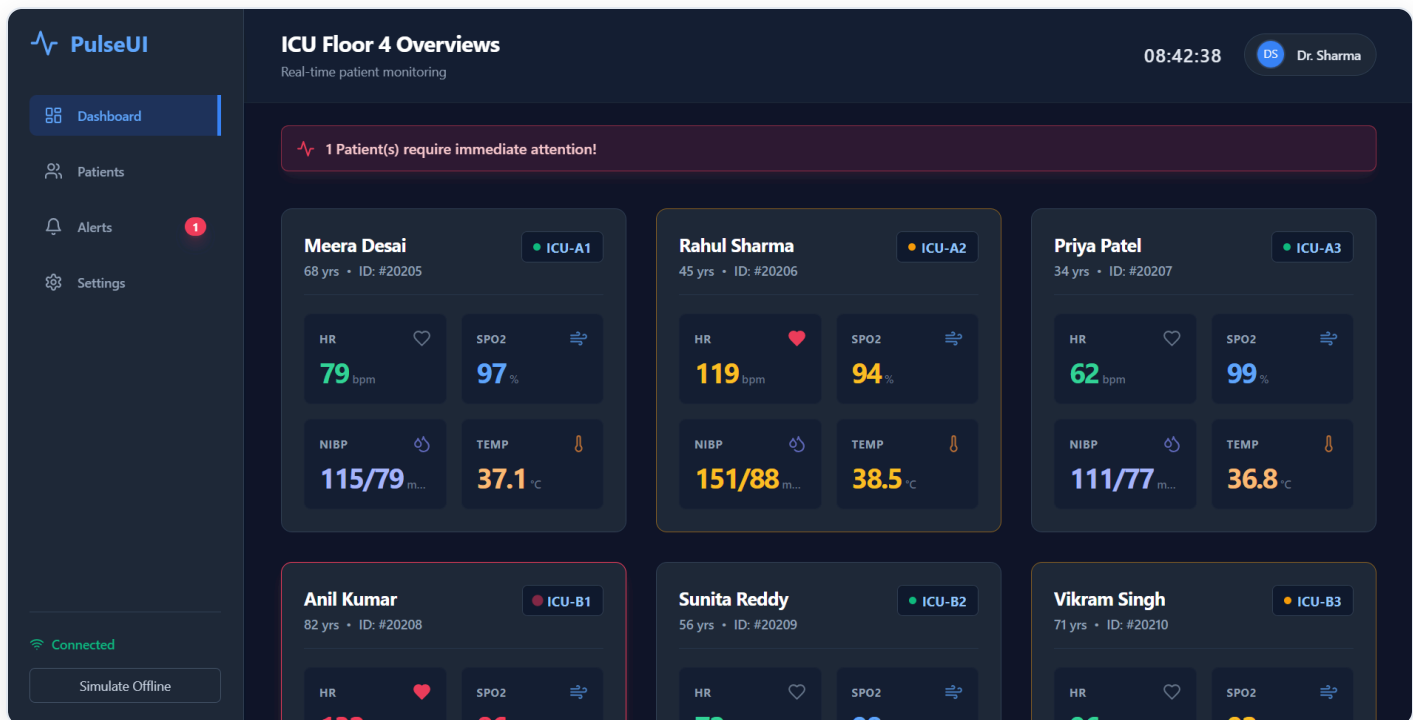 PulseUI
Dashboard
Patients
Alerts 1
Settings
Connected
Simulate Offline
ICU Floor 4 Overviews
Real-time patient monitoring
08:42:38
DS Dr. Sharma
1 Patient(s) require immediate attention!
Meera Desai
ICU-A1
68 yrs • ID: #20205
HR
79 bpm
SPO2
97 %
NIBP
115/79 m...
TEMP
37.1 °C
Rahul Sharma
ICU-A2
45 yrs • ID: #20206
HR
119 bpm
SPO2
94 %
NIBP
151/88 m...
TEMP
38.5 °C
Priya Patel
ICU-A3
34 yrs • ID: #20207
HR
62 bpm
SPO2
99 %
NIBP
111/77 m...
TEMP
36.8 °C
Anil Kumar
ICU-B1
82 yrs • ID: #20208
HR
SPO2
Sunita Reddy
ICU-B2
56 yrs • ID: #20209
HR
SPO2
Vikram Singh
ICU-B3
71 yrs • ID: #20210
HR
SPO2